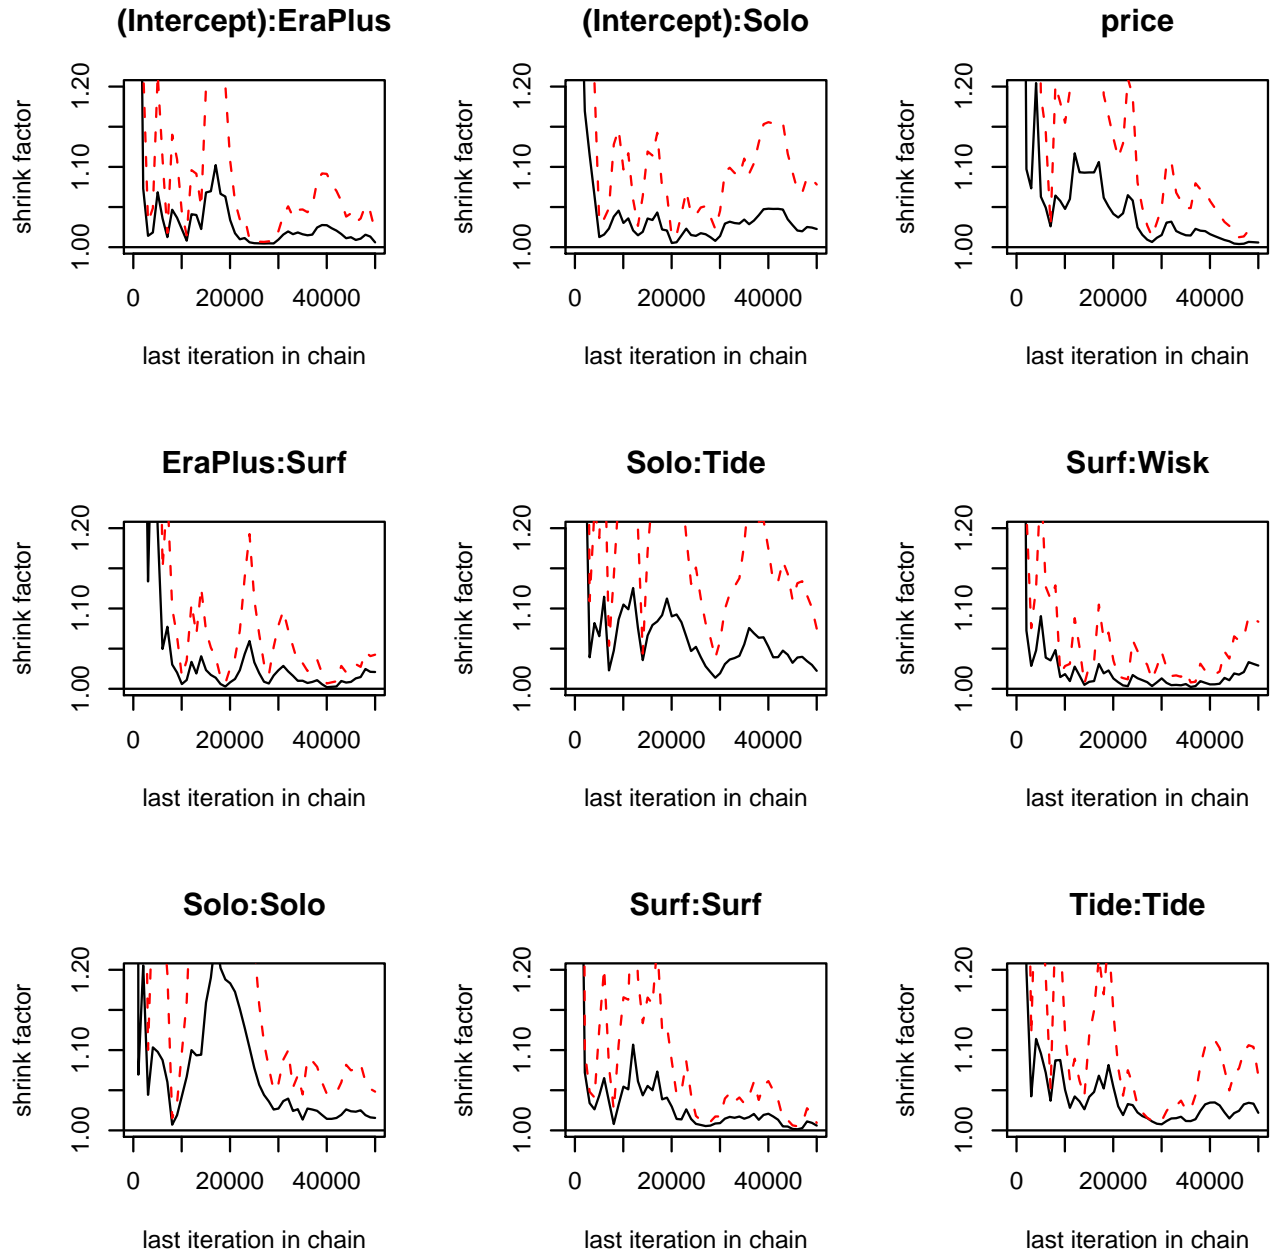 (Intercept):EraPlus
(Intercept):Solo
price
shrink factor
1.00 1.10 1.20
0 20000 40000
last iteration in chain
shrink factor
1.00 1.10 1.20
0 20000 40000
last iteration in chain
shrink factor
1.00 1.10 1.20
0 20000 40000
last iteration in chain
EraPlus:Surf
Solo:Tide
Surf:Wisk
shrink factor
1.00 1.10 1.20
0 20000 40000
last iteration in chain
shrink factor
1.00 1.10 1.20
0 20000 40000
last iteration in chain
shrink factor
1.00 1.10 1.20
0 20000 40000
last iteration in chain
Solo:Solo
Surf:Surf
Tide:Tide
shrink factor
1.00 1.10 1.20
0 20000 40000
last iteration in chain
shrink factor
1.00 1.10 1.20
0 20000 40000
last iteration in chain
shrink factor
1.00 1.10 1.20
0 20000 40000
last iteration in chain